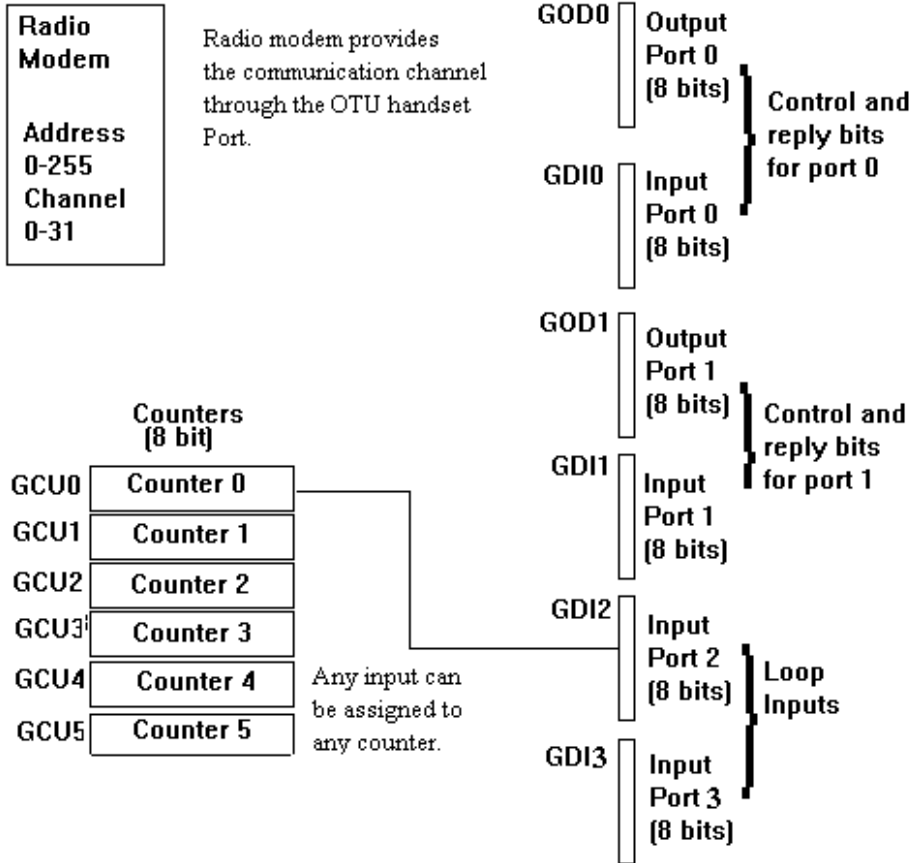 Radio
Modem
Address
0-255
Channel
0-31
Radio modem provides
the communication channel
through the OTU handset
Port.
GOD0
Output
Port 0
(8 bits)
GDI0
Input
Port 0
(8 bits)
Control and
reply bits
for port 0
GOD1
Output
Port 1
(8 bits)
GDI1
Input
Port 1
(8 bits)
Control and
reply bits
for port 1
Counters
(8 bit)
GCU0 Counter 0
GCU1 Counter 1
GCU2 Counter 2
GCU3 Counter 3
GCU4 Counter 4
GCU5 Counter 5
Any input can
be assigned to
any counter.
GDI2
Input
Port 2
(8 bits)
GDI3
Input
Port 3
(8 bits)
Loop
Inputs